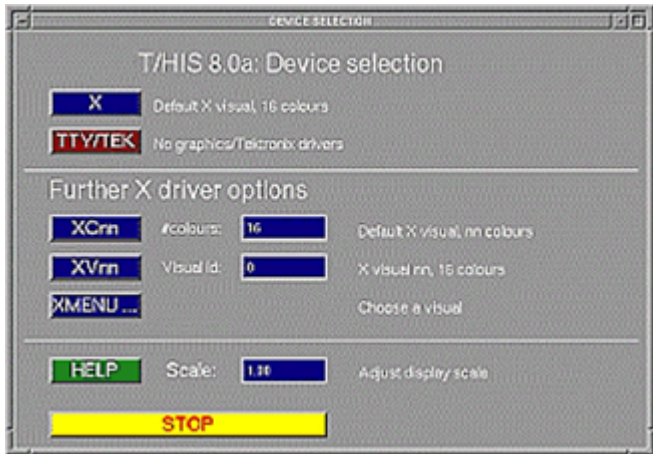 DEVICE SELECTOR
T/HIS 8.0a: Device selection
X Default X visual, 16 colours
TTY/TEK No graphics/Tektronix drivers
Further X driver options
XCnn #colours: 16 Default X visual, nn colours
XVnn Visual id: 0 X visual nn, 16 colours
XMENU ... Choose a visual
HELP Scale: 1.00 Adjust display scale
STOP